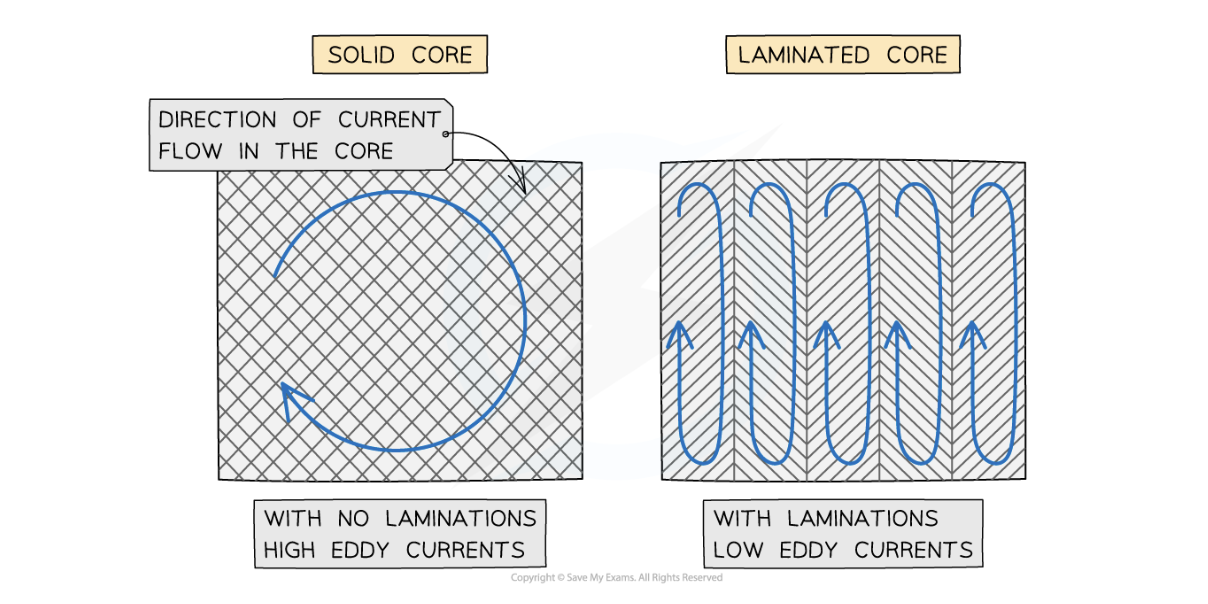 SOLID CORE
LAMINATED CORE
DIRECTION OF CURRENT
FLOW IN THE CORE
WITH NO LAMINATIONS
HIGH EDDY CURRENTS
WITH LAMINATIONS
LOW EDDY CURRENTS
Copyright © Save My Exams. All Rights Reserved